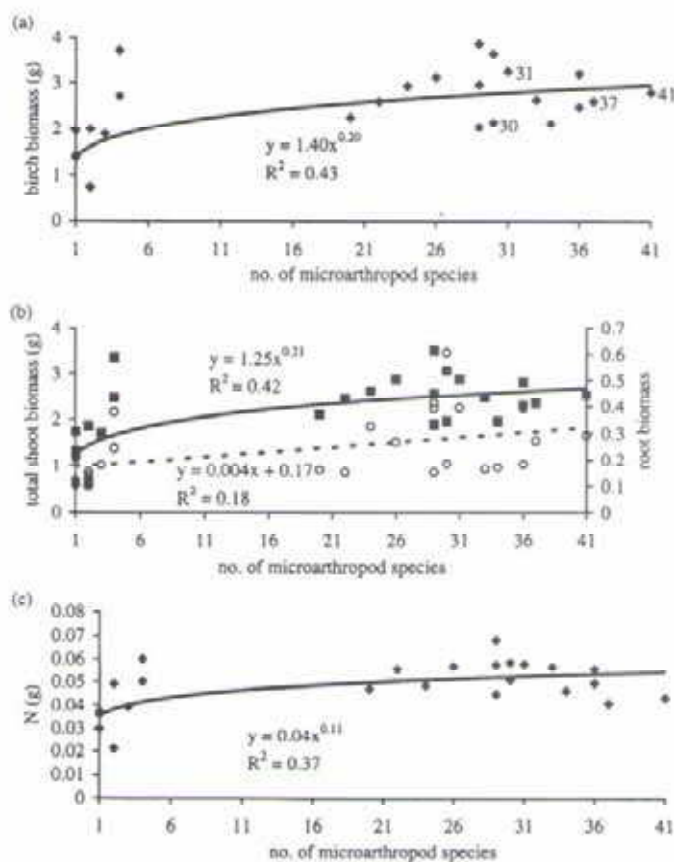 (a)
4
3
2
1
0
birch biomass (g)
31
41
37
30
y = 1.40x^0.20
R^2 = 0.43
1 6 11 16 21 26 31 36 41
no. of microarthropod species
(b)
4
3
2
1
0
total shoot biomass (g)
0.7
0.6
0.5
0.4
0.3
0.2
0.1
0
root biomass
y = 1.25x^0.21
R^2 = 0.42
y = 0.004x + 0.17
R^2 = 0.18
1 6 11 16 21 26 31 36 41
no. of microarthropod species
(c)
0.08
0.07
0.06
0.05
0.04
0.03
0.02
0.01
0
N (g)
y = 0.04x^0.11
R^2 = 0.37
1 6 11 16 21 26 31 36 41
no. of microarthropod species